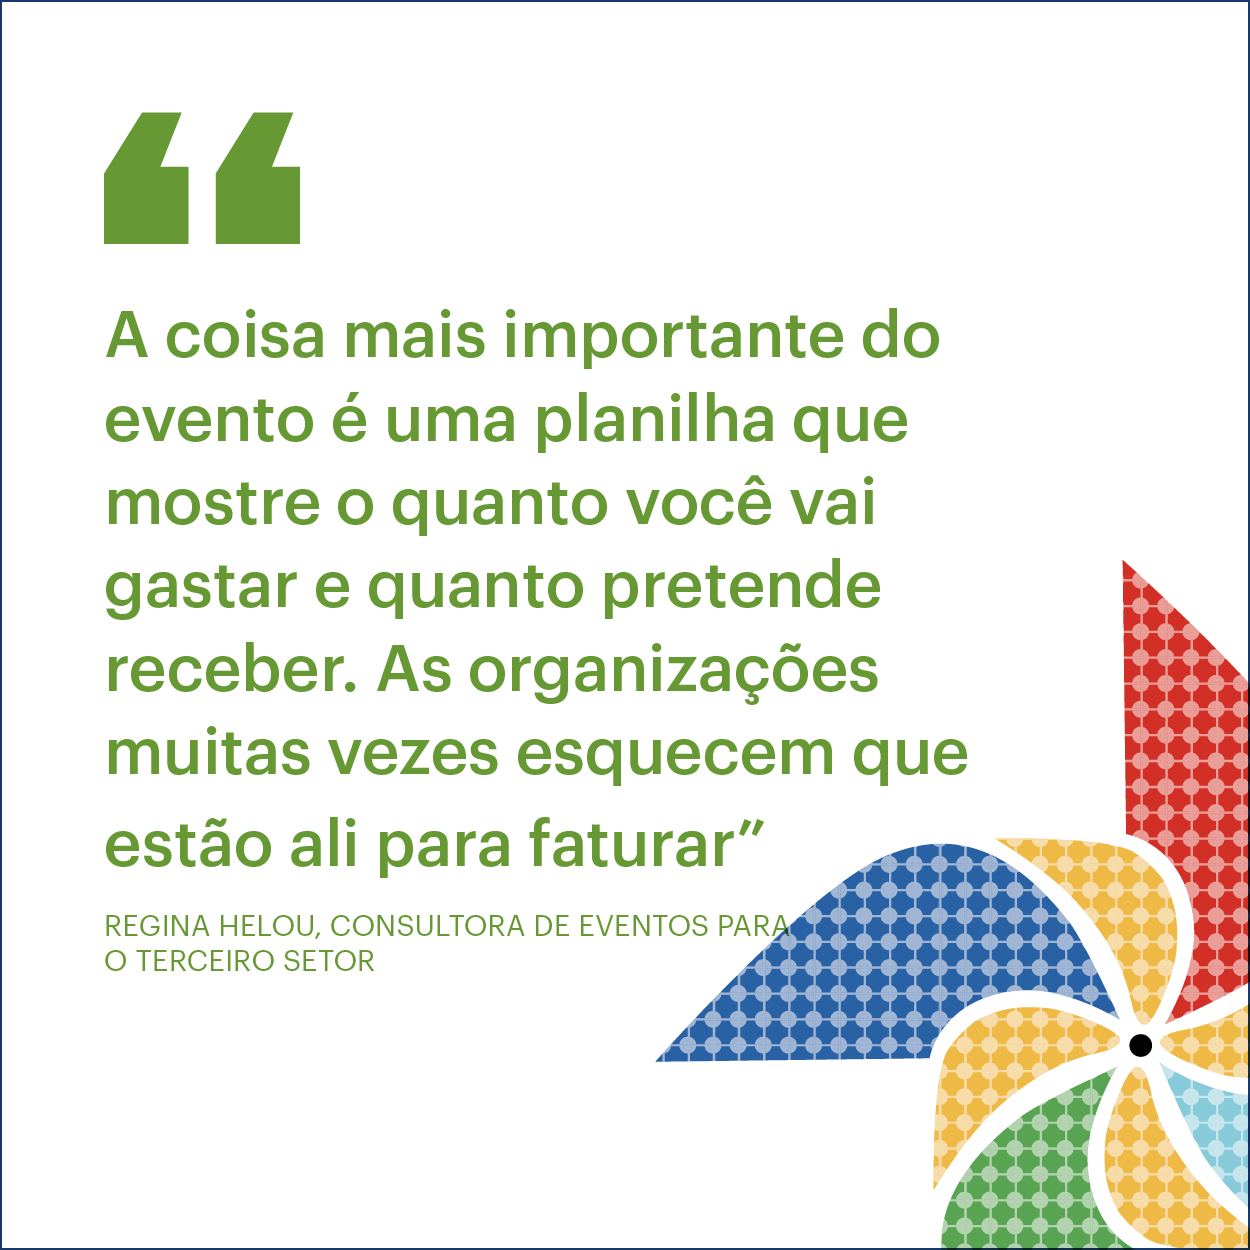 “
A coisa mais importante do
evento é uma planilha que
mostre o quanto você vai
gastar e quanto pretende
receber. As organizações
muitas vezes esquecem que
estão ali para faturar”
REGINA HELOU, CONSULTORA DE EVENTOS PARA
O TERCEIRO SETOR